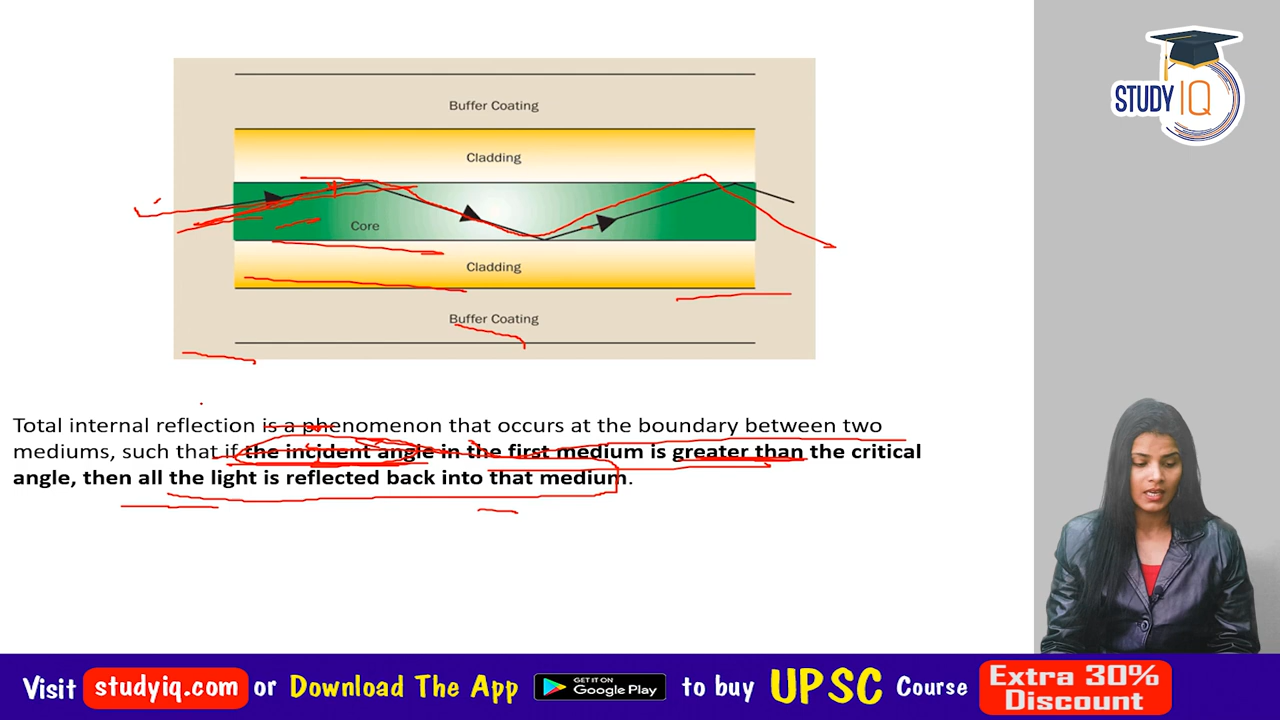 Buffer Coating
STUDY IQ
Cladding
Core
Cladding
Buffer Coating
Total internal reflection is a phenomenon that occurs at the boundary between two
mediums, such that if the incident angle in the first medium is greater than the critical
angle, then all the light is reflected back into that medium.
Visit studyiq.com or Download The App GET IT ON Google Play to buy UPSC Course Extra 30% Discount